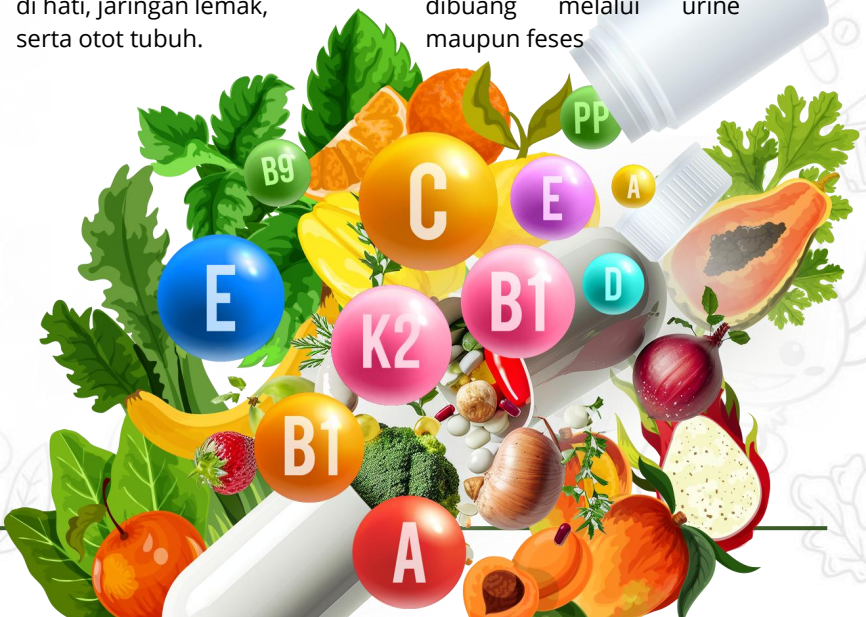 di hati, jaringan lemak,
serta otot tubuh.
dibuang melalui urine
maupun feses
PP
B9
C
E
A
E
B1
D
K2
B1
A